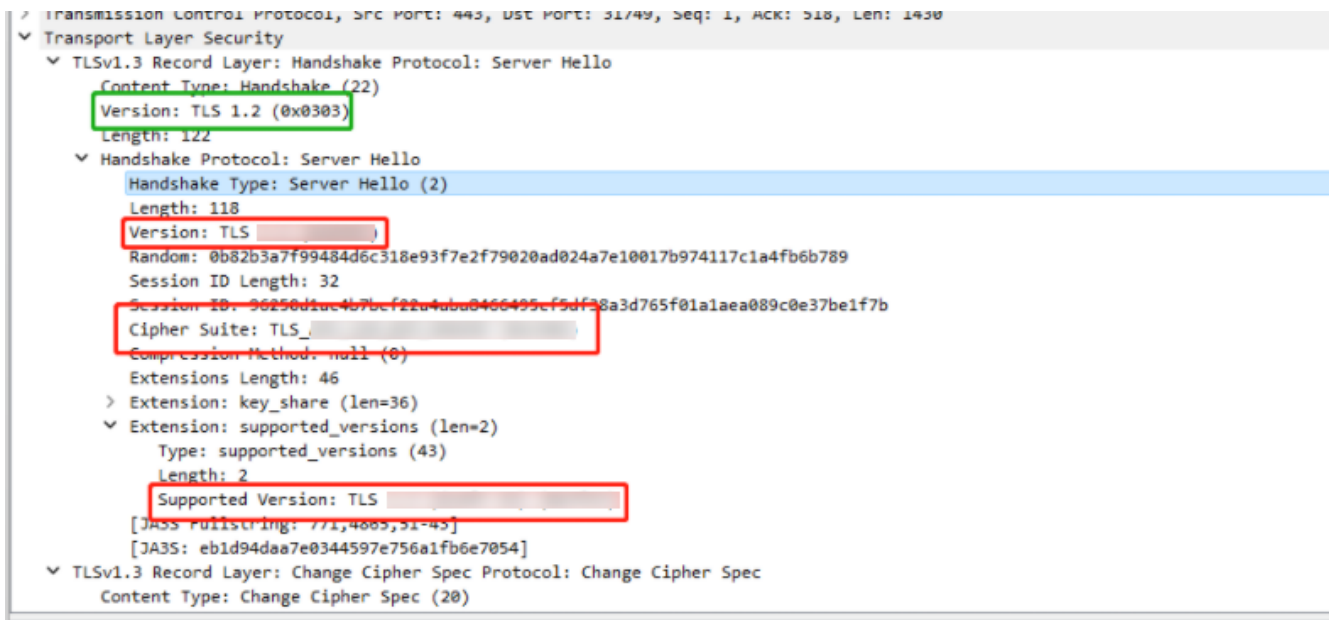 Transmission Control Protocol, Src Port: 443, Dst Port: 31749, Seq: 1, Ack: 518, Len: 1430
Transport Layer Security
TLSv1.3 Record Layer: Handshake Protocol: Server Hello
Content Type: Handshake (22)
Version: TLS 1.2 (0x0303)
Length: 122
Handshake Protocol: Server Hello
Handshake Type: Server Hello (2)
Length: 118
Version: TLS
Random: 0b82b3a7f99484d6c318e93f7e2f79020ad024a7e10017b974117c1a4fb6b789
Session ID Length: 32
Session ID:
Cipher Suite: TLS_
Compression Method: null (0)
Extensions Length: 46
Extension: key_share (len=36)
Extension: supported_versions (len=2)
Type: supported_versions (43)
Length: 2
Supported Version: TLS
[JA3S Fullstring: 771,4865,51-43]
[JA3S: eb1d94daa7e0344597e756a1fb6e7054]
TLSv1.3 Record Layer: Change Cipher Spec Protocol: Change Cipher Spec
Content Type: Change Cipher Spec (20)